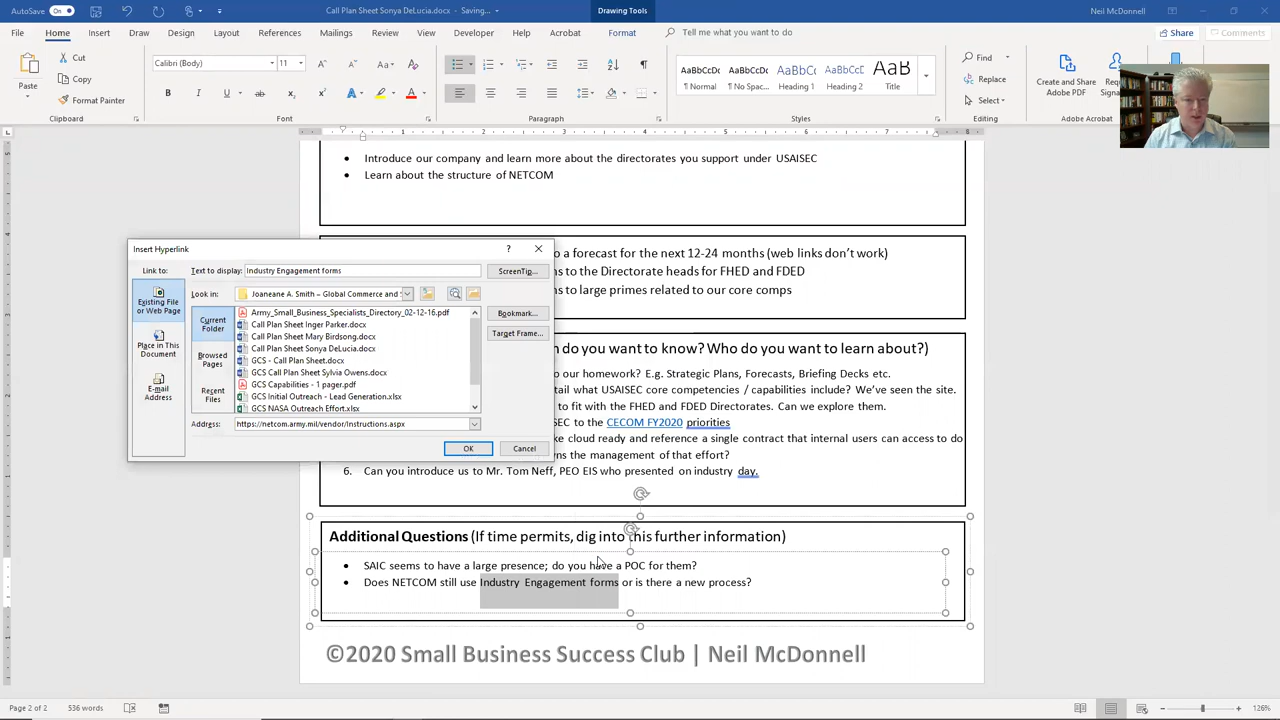 AutoSave On
Call Plan Sheet Sonya DeLucia.docx - Saving...
Drawing Tools
Neil McDonnell
File Home Insert Draw Design Layout References Mailings Review View Developer Help Acrobat Format Tell me what you want to do Share Comments
Paste
Cut
Copy
Format Painter
Calibri (Body) 11
AaBbCcDc AaBbCcDc AaBbCc AaBbCcD AaB
¶ Normal ¶ No Spac... Heading 1 Heading 2 Title
Find
Replace
Select
Create and Share
Adobe PDF
Clipboard Font Paragraph Styles Editing Adobe Acrobat
• Introduce our company and learn more about the directorates you support under USAISEC
• Learn about the structure of NETCOM
Insert Hyperlink
Link to:
Existing File
or Web Page
Place in This
Document
E-mail
Address
Text to display: Industry Engagement forms
ScreenTip...
Look in: Joaneane A. Smith – Global Commerce and
Current
Folder
Browsed
Pages
Recent
Files
Army_Small_Business_Specialists_Directory_02-12-16.pdf
Call Plan Sheet Inger Parker.docx
Call Plan Sheet Mary Birdsong.docx
Call Plan Sheet Sonya DeLucia.docx
GCS - Call Plan Sheet.docx
GCS Call Plan Sheet Sylvia Owens.docx
GCS Capabilities - 1 pager.pdf
GCS Initial Outreach - Lead Generation.xlsx
GCS NASA Outreach Effort.xlsx
Bookmark...
Target Frame...
Address: https://netcom.army.mil/vendor/Instructions.aspx
OK Cancel
o a forecast for the next 12-24 months (web links don't work)
ns to the Directorate heads for FHED and FDED
ns to large primes related to our core comps
n do you want to know? Who do you want to learn about?)
o our homework? E.g. Strategic Plans, Forecasts, Briefing Decks etc.
tail what USAISEC core competencies / capabilities include? We've seen the site.
to fit with the FHED and FDED Directorates. Can we explore them.
SEC to the CECOM FY2020 priorities
ke cloud ready and reference a single contract that internal users can access to do
wns the management of that effort?
6. Can you introduce us to Mr. Tom Neff, PEO EIS who presented on industry day.
Additional Questions (If time permits, dig into this further information)
• SAIC seems to have a large presence; do you have a POC for them?
• Does NETCOM still use Industry Engagement forms or is there a new process?
©2020 Small Business Success Club | Neil McDonnell
Page 2 of 2 536 words
126%